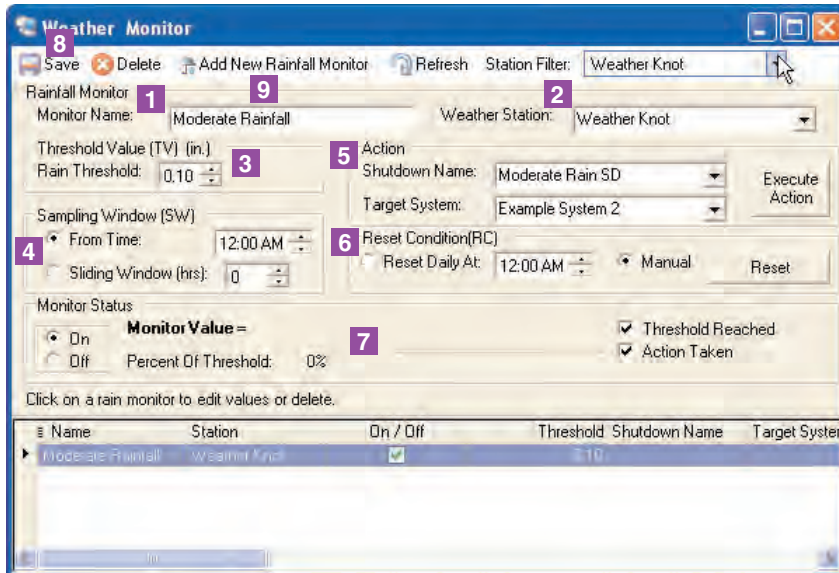 Weather Monitor
8
Save Delete Add New Rainfall Monitor Refresh Station Filter: Weather Knot
Rainfall Monitor
1 9 2
Monitor Name: Moderate Rainfall Weather Station: Weather Knot
Threshold Value (TV) (in.)
Rain Threshold: 0.10
3
5
Action
Shutdown Name: Moderate Rain SD
Target System: Example System 2
Execute Action
Sampling Window (SW)
4
From Time: 12:00 AM
Sliding Window (hrs): 0
6
Reset Condition(RC)
Reset Daily At: 12:00 AM Manual Reset
Monitor Status
On
Off
Monitor Value =
Percent Of Threshold: 0%
7
Threshold Reached
Action Taken
Click on a rain monitor to edit values or delete.
Name Station On / Off Threshold Shutdown Name Target System
Moderate Rainfall Weather Knot 0.10